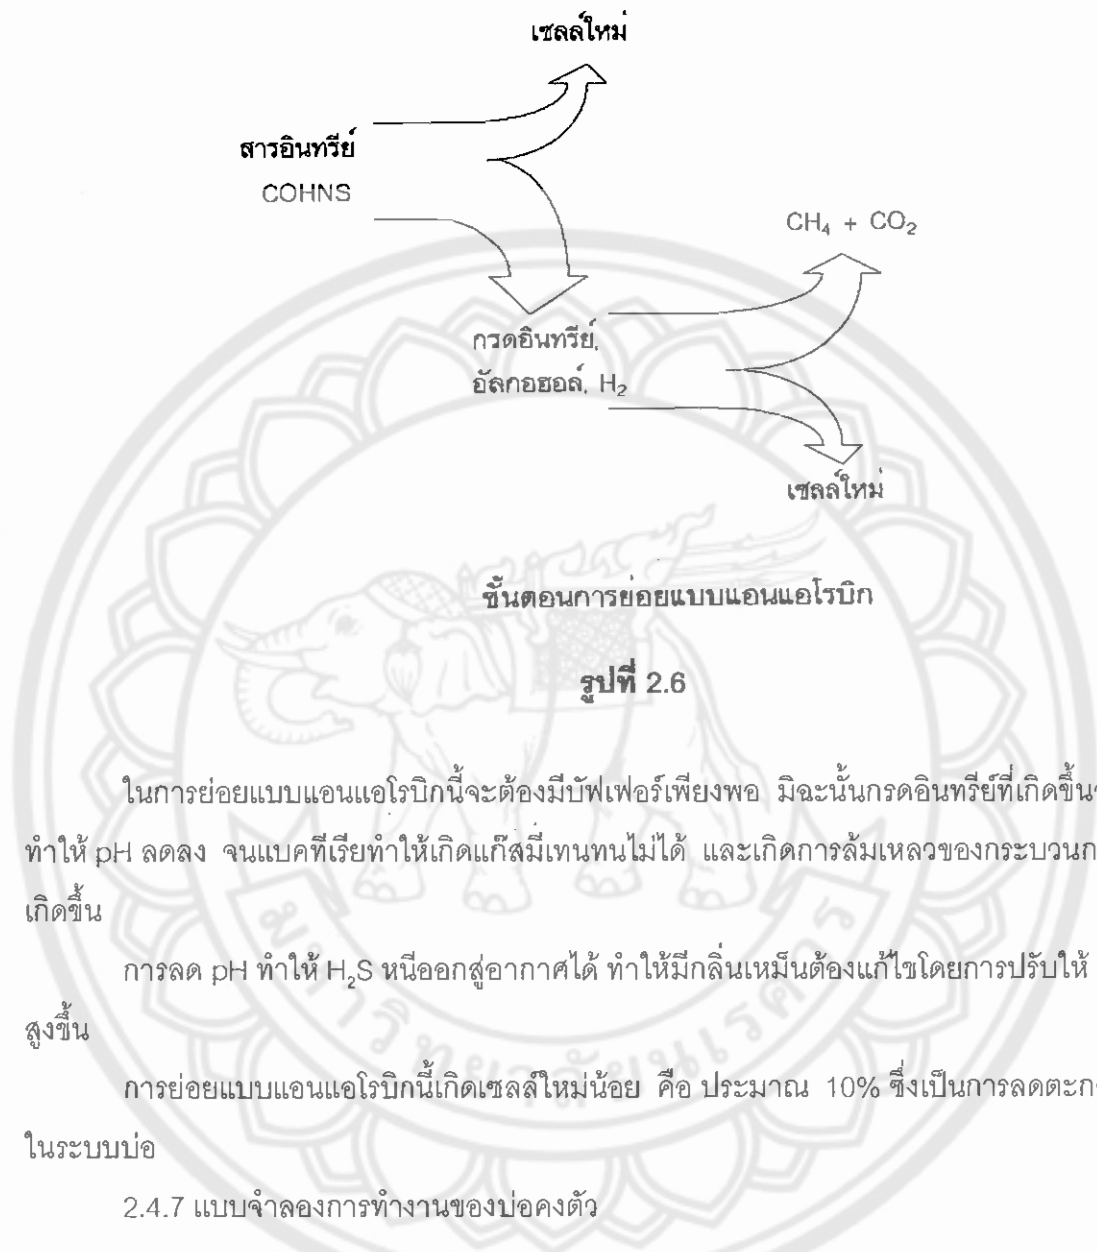 เซลล์ใหม่
สารอินทรีย์
COHNS
CH₄ + CO₂
กรดอินทรีย์,
อัลกอฮอล์, H₂
เซลล์ใหม่
ขั้นตอนการย่อยแบบแอนแอโรบิก
รูปที่ 2.6
ในการย่อยแบบแอนแอโรบิกนี้จะต้องมีบัฟเฟอร์เพียงพอ มิฉะนั้นกรดอินทรีย์ที่เกิดขึ้น
ทำให้ pH ลดลง จนแบคทีเรียทำให้เกิดแก๊สมีเทนทนไม่ได้ และเกิดการล้มเหลวของกระบวน
เกิดขึ้น
การลด pH ทำให้ H₂S หนีออกสู่อากาศได้ ทำให้มีกลิ่นเหม็นต้องแก้ไขโดยการปรับให้
สูงขึ้น
การย่อยแบบแอนแอโรบิกนี้เกิดเซลล์ใหม่น้อย คือ ประมาณ 10% ซึ่งเป็นการลดตะก
ในระบบบ่อ
2.4.7 แบบจำลองการทำงานของบ่อคงตัว
มหาวิทยาลัยนเรศวร